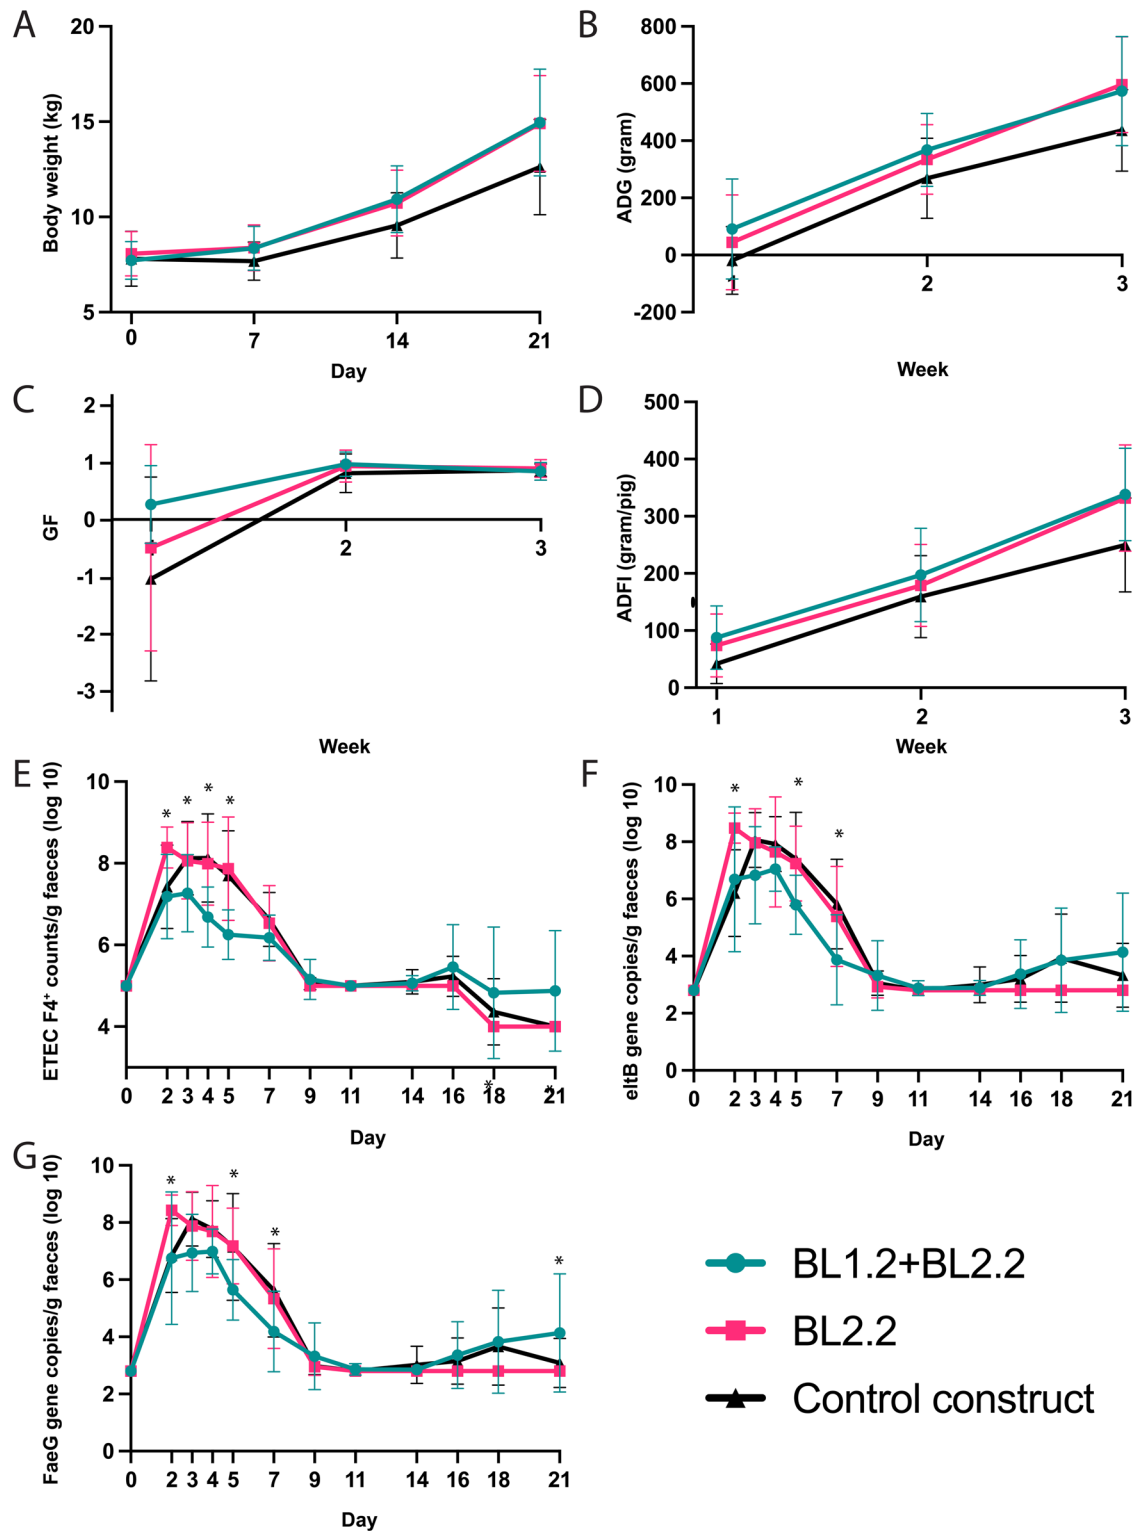 A
20
15
10
5
Body weight (kg)
0 7 14 21
Day
B
800
600
400
200
0
-200
ADG (gram)
2 3
Week
C
2
1
0
-1
-2
-3
GF
2 3
Week
D
500
400
300
200
100
0
ADFI (gram/pig)
1 2 3
Week
E
10
8
6
4
ETEC F4⁺ counts/g faeces (log 10)
* * * *
* *
0 2 3 4 5 7 9 11 14 16 18 21
Day
F
10
8
6
4
2
0
eltB gene copies/g faeces (log 10)
* * *
0 2 3 4 5 7 9 11 14 16 18 21
Day
G
10
8
6
4
2
0
FaeG gene copies/g faeces (log 10)
* * * *
0 2 3 4 5 7 9 11 14 16 18 21
Day
BL1.2+BL2.2
BL2.2
Control construct